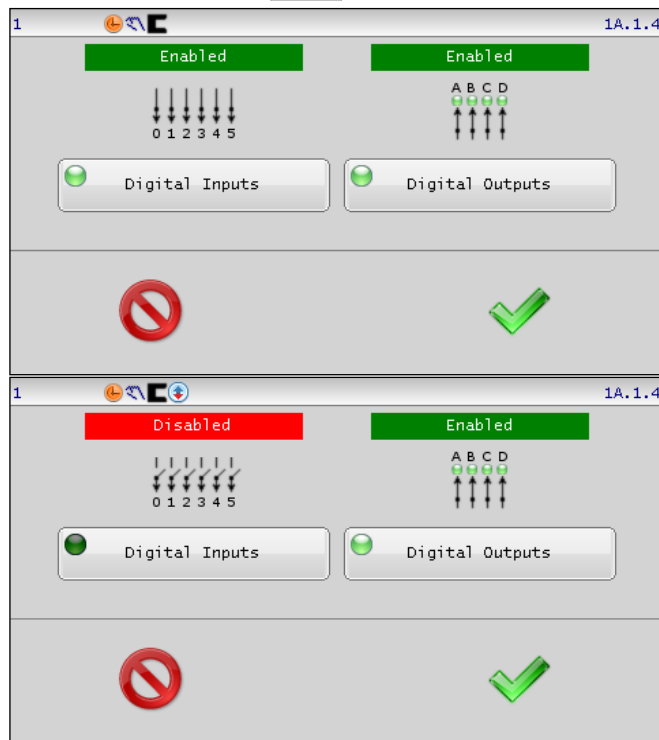 1 1A.1.4
Enabled Enabled
A B C D
0 1 2 3 4 5
Digital Inputs Digital Outputs
1 1A.1.4
Disabled Enabled
A B C D
0 1 2 3 4 5
Digital Inputs Digital Outputs